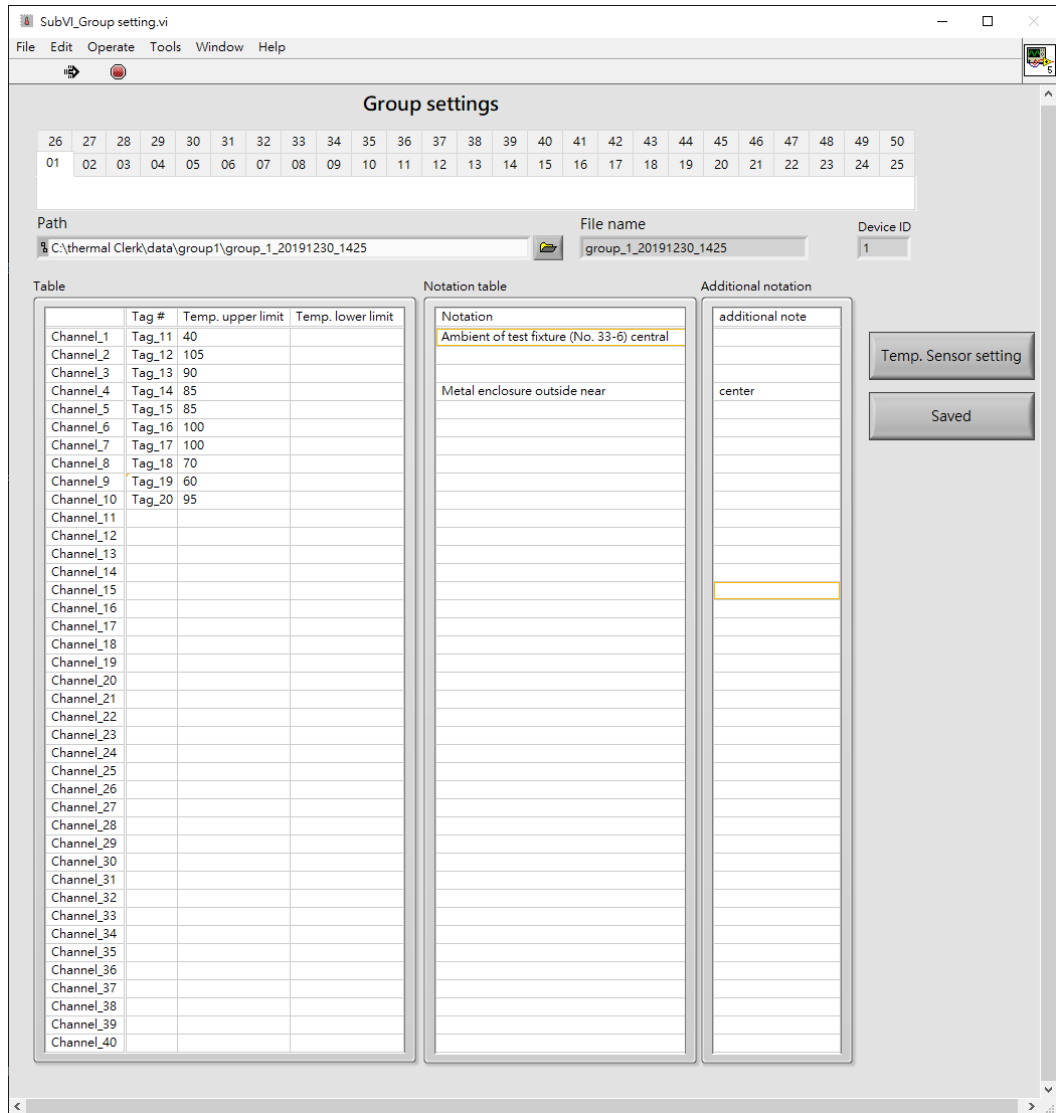 SubVI_Group setting.vi
File Edit Operate Tools Window Help
5
Group settings
26 27 28 29 30 31 32 33 34 35 36 37 38 39 40 41 42 43 44 45 46 47 48 49 50
01 02 03 04 05 06 07 08 09 10 11 12 13 14 15 16 17 18 19 20 21 22 23 24 25
Path File name Device ID
C:\thermal Clerk\data\group1\group_1_20191230_1425 group_1_20191230_1425 1
Table Notation table Additional notation
Tag # Temp. upper limit Temp. lower limit Notation additional note
Channel_1 Tag_11 40 Ambient of test fixture (No. 33-6) central
Channel_2 Tag_12 105
Temp. Sensor setting
Channel_3 Tag_13 90
Channel_4 Tag_14 85 Metal enclosure outside near center
Channel_5 Tag_15 85
Saved
Channel_6 Tag_16 100
Channel_7 Tag_17 100
Channel_8 Tag_18 70
Channel_9 Tag_19 60
Channel_10 Tag_20 95
Channel_11
Channel_12
Channel_13
Channel_14
Channel_15
Channel_16
Channel_17
Channel_18
Channel_19
Channel_20
Channel_21
Channel_22
Channel_23
Channel_24
Channel_25
Channel_26
Channel_27
Channel_28
Channel_29
Channel_30
Channel_31
Channel_32
Channel_33
Channel_34
Channel_35
Channel_36
Channel_37
Channel_38
Channel_39
Channel_40